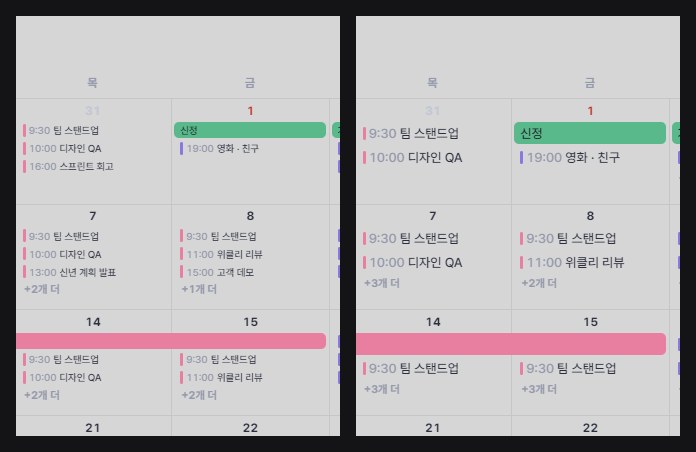 목 금
31 1
9:30 팀 스탠드업 신정
10:00 디자인 QA 19:00 영화 · 친구
16:00 스프린트 회고
7 8
9:30 팀 스탠드업 9:30 팀 스탠드업
10:00 디자인 QA 11:00 위클리 리뷰
13:00 신년 계획 발표 15:00 고객 데모
+2개 더 +1개 더
14 15
9:30 팀 스탠드업 9:30 팀 스탠드업
10:00 디자인 QA 11:00 위클리 리뷰
+2개 더 +2개 더
21 22
목 금
31 1
9:30 팀 스탠드업 신정
10:00 디자인 QA 19:00 영화 · 친구
7 8
9:30 팀 스탠드업 9:30 팀 스탠드업
10:00 디자인 QA 11:00 위클리 리뷰
+3개 더 +2개 더
14 15
9:30 팀 스탠드업 9:30 팀 스탠드업
+3개 더 +3개 더
21 22